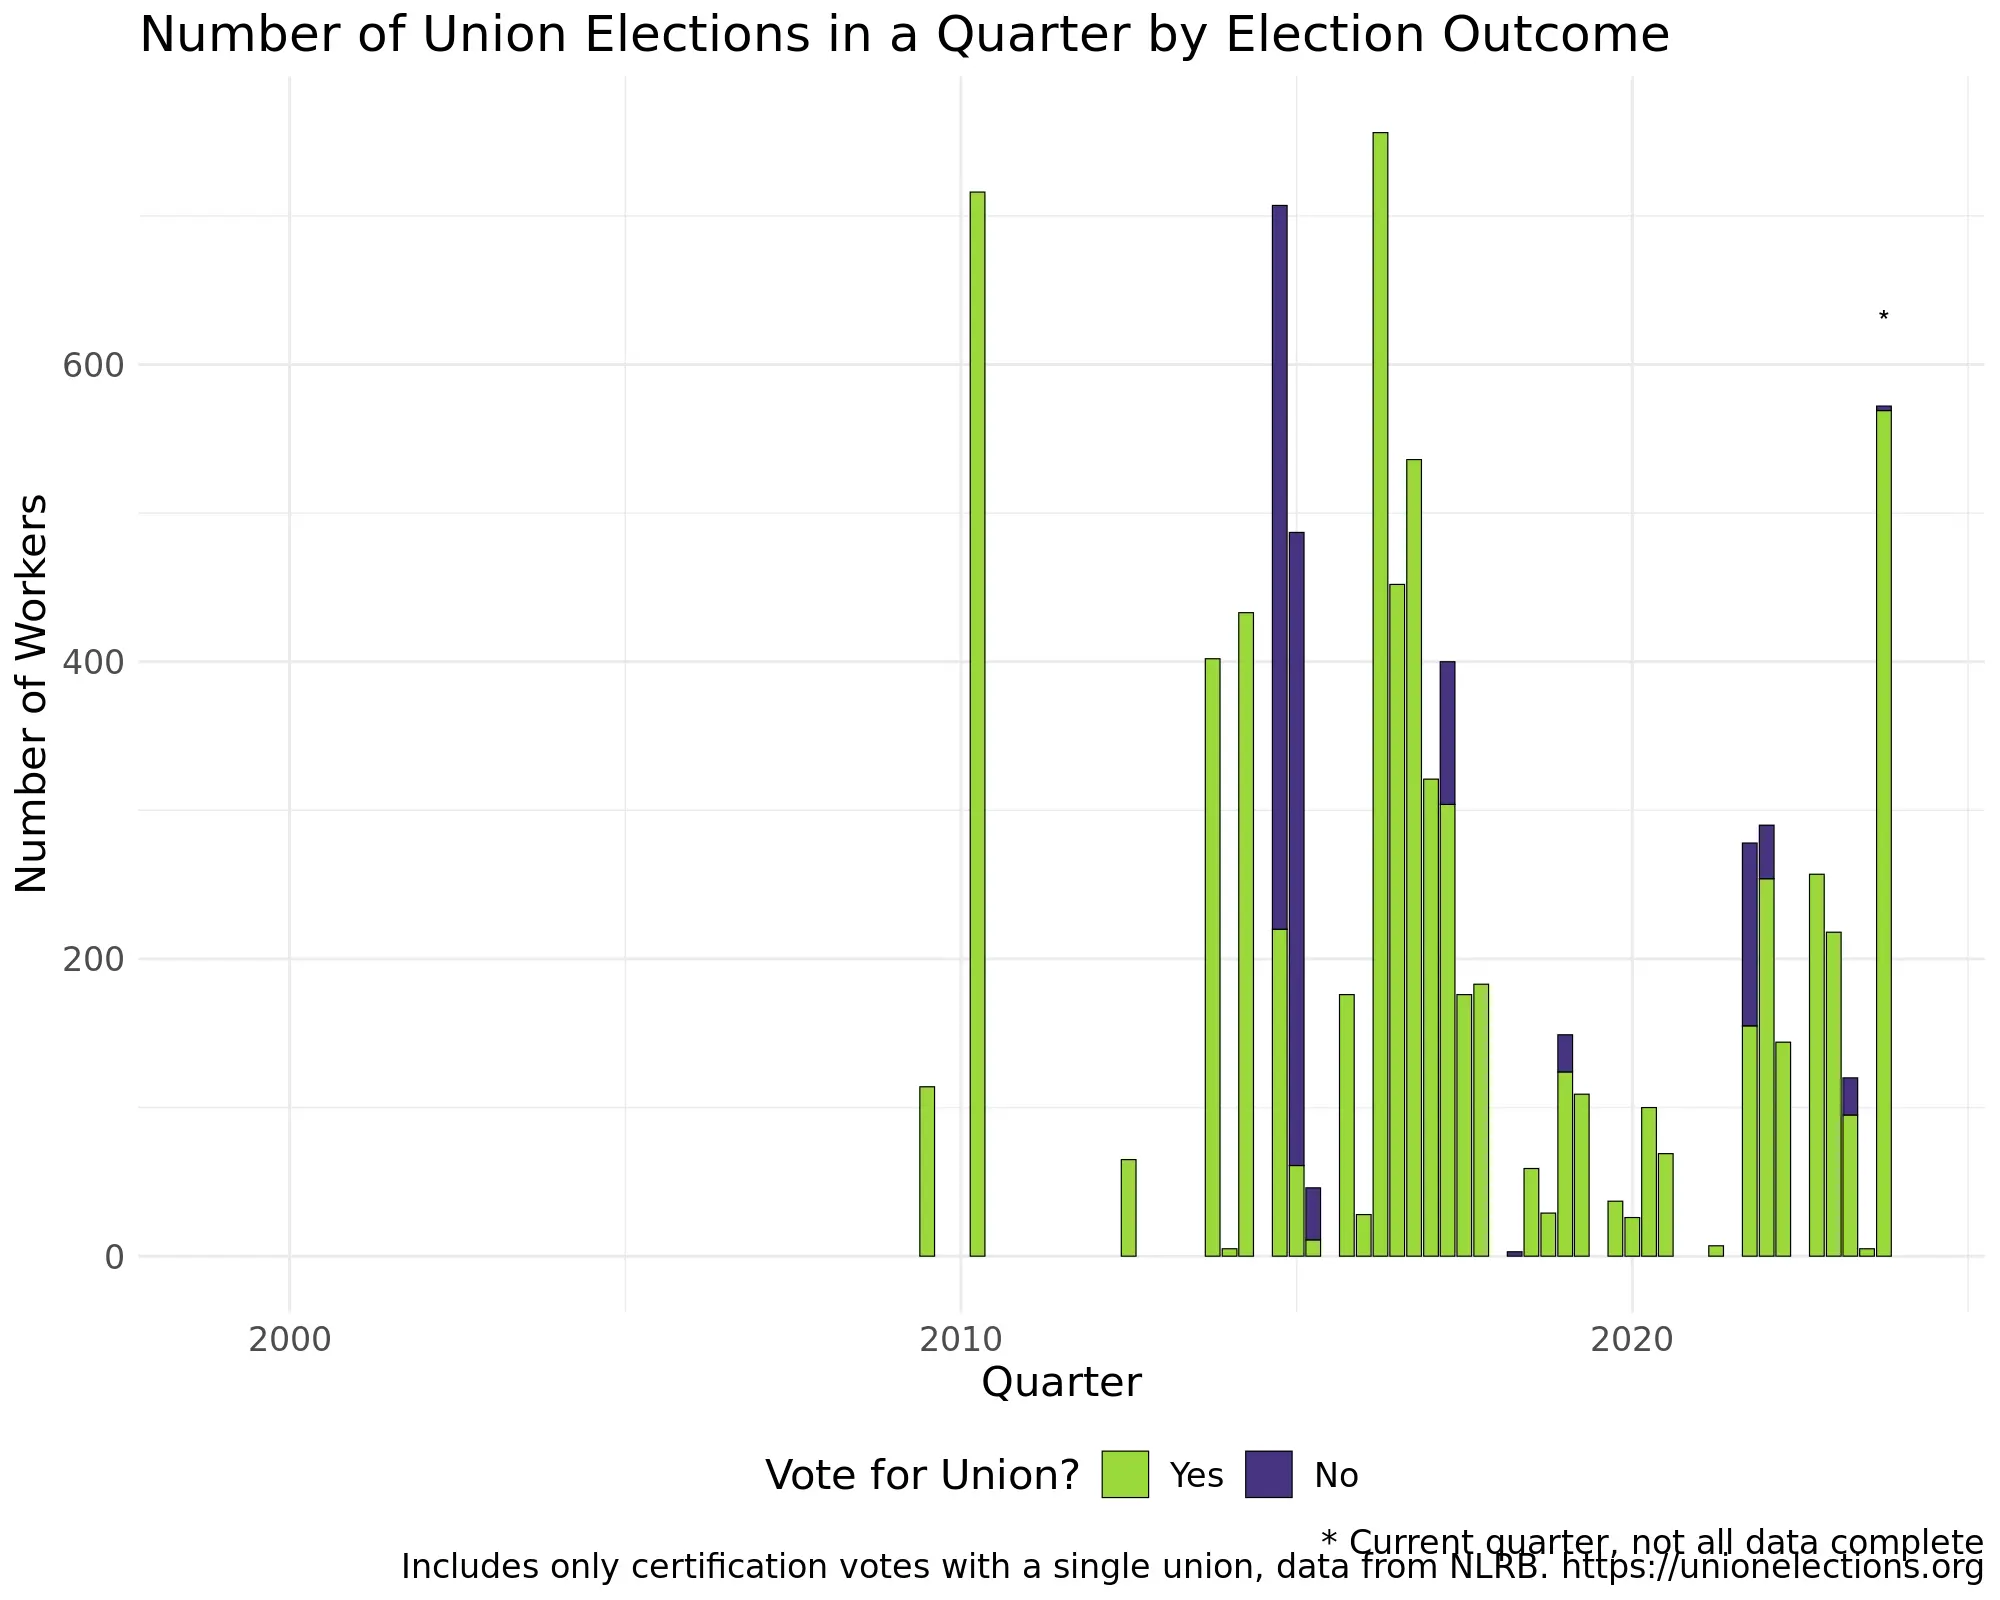 Number of Union Elections in a Quarter by Election Outcome
*
600
400
200
0
Number of Workers
2000 2010 2020
Quarter
Vote for Union? Yes No
* Current quarter, not all data complete
Includes only certification votes with a single union, data from NLRB. https://unionelections.org